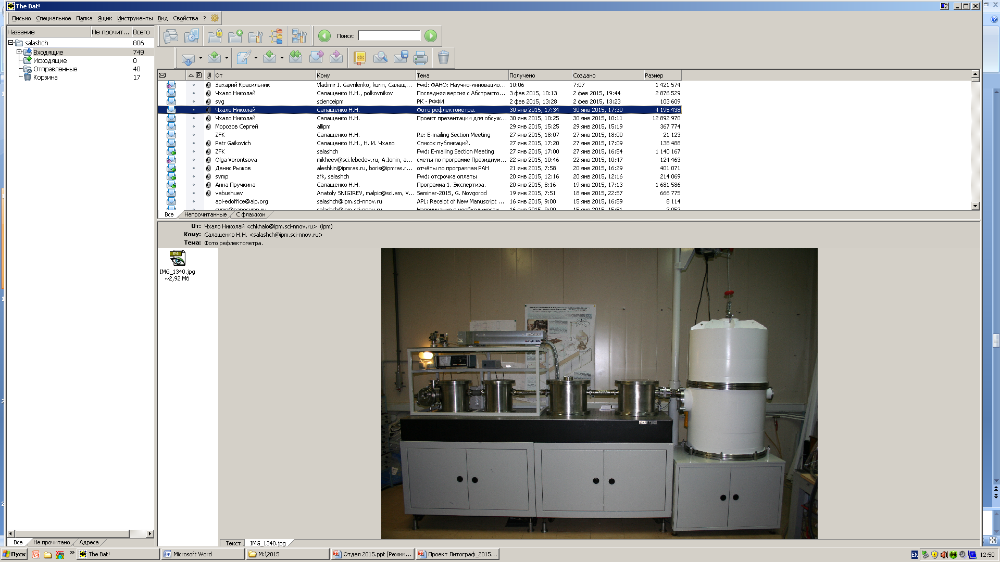 The Bat!
Письмо Специальное Папка Ящик Инструменты Вид Свойства ?
Название Не прочит... Всего
salashch 806
Входящие 749
Исходящие 0
Отправленные 40
Корзина 17
Поиск:
От Кому Тема Получено Создано Размер
Захарий Красильник Vladimir I. Gavrilenko, kurin, Салащ... Fwd: ФАНО: Научно-инновацио... 10:06 7:07 1 421 574
Чхало Николай Салащенко Н.Н., polkovnikov Последняя версия с Абстракто... 3 фев 2015, 10:13 2 фев 2015, 19:44 2 876 529
svg scienceipm РК - РФФИ 2 фев 2015, 13:28 2 фев 2015, 13:23 103 609
Чхало Николай Салащенко Н.Н. Фото рефлектометра. 30 янв 2015, 17:34 30 янв 2015, 17:30 4 195 438
Чхало Николай Салащенко Н.Н. Проект презентации для обсуж... 30 янв 2015, 10:25 30 янв 2015, 10:11 12 892 970
Морозов Сергей allipm 29 янв 2015, 15:25 29 янв 2015, 15:19 367 774
ZFK Салащенко Н.Н. Re: E-mailing Section Meeting 27 янв 2015, 18:07 27 янв 2015, 18:00 21 123
Petr Gaikovich Салащенко Н.Н., Н. И. Чхало Список публикаций. 27 янв 2015, 17:20 27 янв 2015, 17:09 138 488
ZFK salashch Fwd: E-mailing Section Meeting 27 янв 2015, 17:00 27 янв 2015, 16:54 1 140 167
Olga Vorontsova mikheev@sci.lebedev.ru, A.Ionin, a... сметы по программе Президиум... 22 янв 2015, 10:46 22 янв 2015, 10:47 124 463
Денис Рыжов aleshkin@ipmras.ru, boris@ipmras.r... отчёты по программам РАН 21 янв 2015, 7:58 20 янв 2015, 16:29 401 071
symp zfk, salashch Fwd: отсрочка оплаты 20 янв 2015, 12:16 20 янв 2015, 12:16 214 069
Анна Пручкина Салащенко Н.Н. Программа 1. Экспертиза. 20 янв 2015, 8:16 19 янв 2015, 17:13 1 681 586
vabushuev Anatoly SNIGIREV, malpic@sci.am, V... Seminar-2015, G. Novgorod 19 янв 2015, 7:51 18 янв 2015, 22:57 666 775
apl-edoffice@aip.org salashch@ipm.sci-nnov.ru APL: Receipt of New Manuscript ... 16 янв 2015, 9:00 15 янв 2015, 16:59 8 114
symp@nanosymp.ru salashch@ipm.sci-nnov.ru Напоминание о необходимости 16 янв 2015, 9:00 15 янв 2015, 15:51 3 052
Все Непрочитанные С флажком
От: Чхало Николай <chkhalo@ipm.sci-nnov.ru> (ipm)
Кому: Салащенко Н.Н. <salashch@ipm.sci-nnov.ru>
Тема: Фото рефлектометра.
JPG
IMG_1340.jpg
~2,92 Мб
standa
Текст IMG_1340.jpg
Все Не прочитано Адреса
Пуск The Bat! Microsoft Word M:\2015 Отдел 2015.ppt [Режим... Проект Литограф_2015... EN 12:50